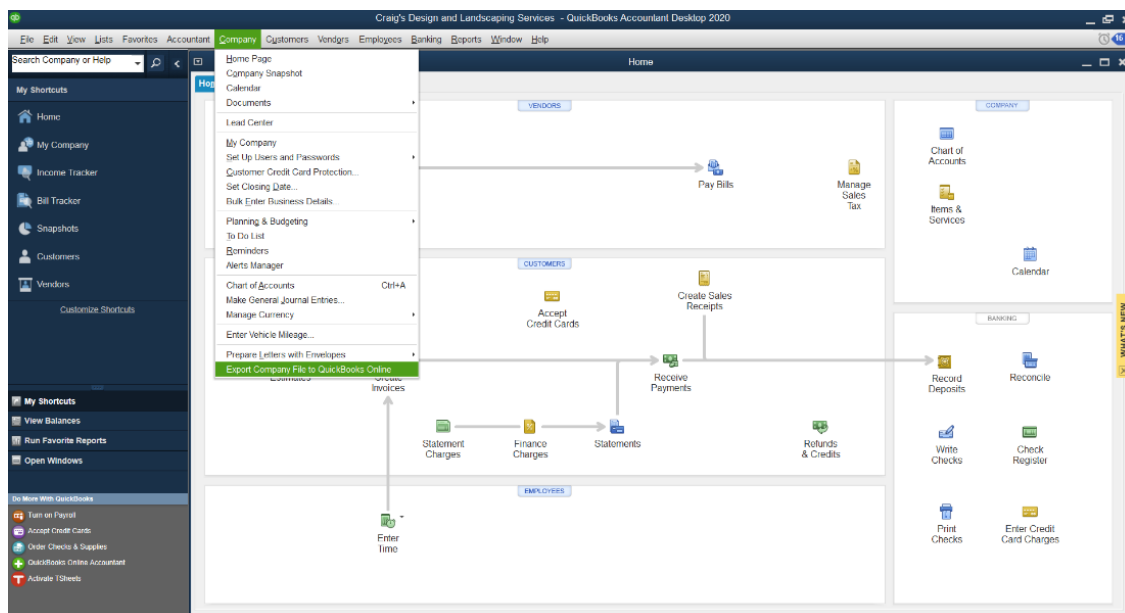 Craig's Design and Landscaping Services - QuickBooks Accountant Desktop 2020
File Edit View Lists Favorites Accountant Company Customers Vendors Employees Banking Reports Window Help
16
Search Company or Help
Home
My Shortcuts
Home
My Company
Income Tracker
Bill Tracker
Snapshots
Customers
Vendors
Customize Shortcuts
My Shortcuts
View Balances
Run Favorite Reports
Open Windows
Do More With QuickBooks
Turn on Payroll
Accept Credit Cards
Order Checks & Supplies
QuickBooks Online Accountant
Activate TSheets
Home Page
Company Snapshot
Calendar
Documents
Lead Center
My Company
Set Up Users and Passwords
Customer Credit Card Protection...
Set Closing Date...
Bulk Enter Business Details...
Planning & Budgeting
To Do List
Reminders
Alerts Manager
Chart of Accounts Ctrl+A
Make General Journal Entries...
Manage Currency
Enter Vehicle Mileage...
Prepare Letters with Envelopes
Export Company File to QuickBooks Online
VENDORS
Pay Bills
Manage
Sales
Tax
CUSTOMERS
Accept
Credit Cards
Create Sales
Receipts
Estimates
Invoices
Receive
Payments
Statement
Charges
Finance
Charges
Statements
Refunds
& Credits
EMPLOYEES
Enter
Time
COMPANY
Chart of
Accounts
Items &
Services
Calendar
BANKING
Record
Deposits
Reconcile
Write
Checks
Check
Register
Print
Checks
Enter Credit
Card Charges
WHAT'S NEW